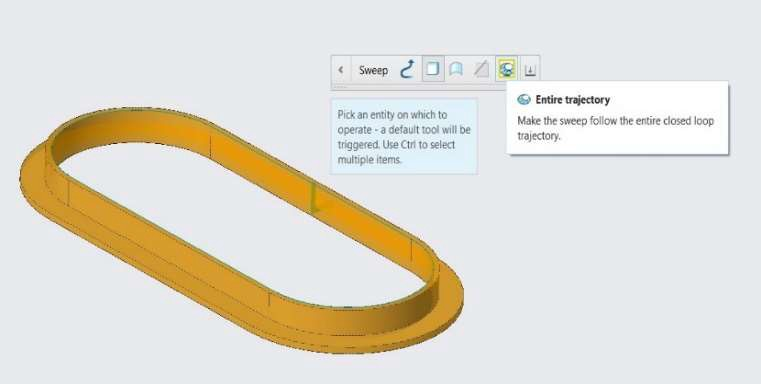 Sweep
Pick an entity on which to
operate - a default tool will be
triggered. Use Ctrl to select
multiple items.
Entire trajectory
Make the sweep follow the entire closed loop
trajectory.